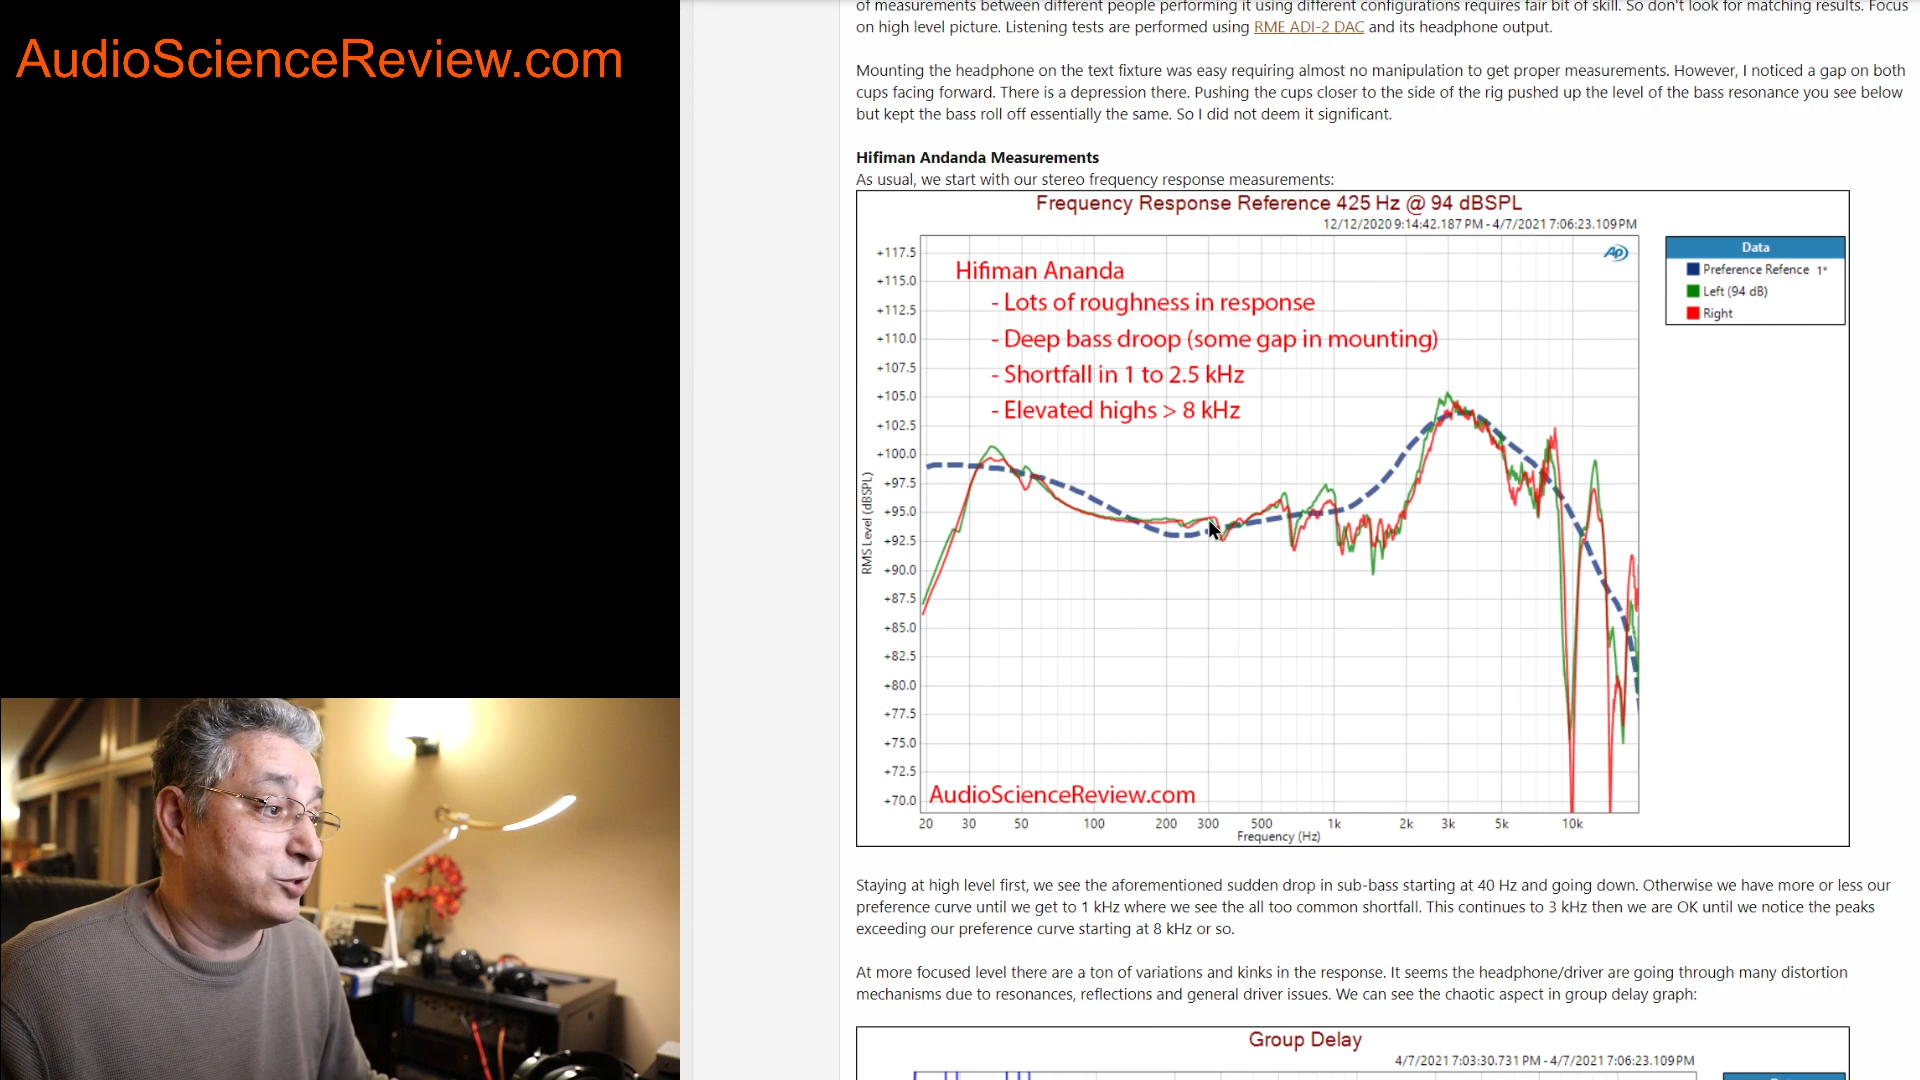 AudioScienceReview.com
of measurements between different people performing it using different configurations requires fair bit of skill. So don't look for matching results. Focus
on high level picture. Listening tests are performed using RME ADI-2 DAC and its headphone output.
Mounting the headphone on the text fixture was easy requiring almost no manipulation to get proper measurements. However, I noticed a gap on both
cups facing forward. There is a depression there. Pushing the cups closer to the side of the rig pushed up the level of the bass resonance you see below
but kept the bass roll off essentially the same. So I did not deem it significant.
Hifiman Andanda Measurements
As usual, we start with our stereo frequency response measurements:
Frequency Response Reference 425 Hz @ 94 dBSPL
12/12/2020 9:14:42.187 PM - 4/7/2021 7:06:23.109 PM
Data
Preference Refence 1*
Left (94 dB)
Right
AP
Hifiman Ananda
- Lots of roughness in response
- Deep bass droop (some gap in mounting)
- Shortfall in 1 to 2.5 kHz
- Elevated highs > 8 kHz
RMS Level (dBSPL)
+117.5
+115.0
+112.5
+110.0
+107.5
+105.0
+102.5
+100.0
+97.5
+95.0
+92.5
+90.0
+87.5
+85.0
+82.5
+80.0
+77.5
+75.0
+72.5
+70.0
AudioScienceReview.com
20 30 50 100 200 300 500 1k 2k 3k 5k 10k
Frequency (Hz)
Staying at high level first, we see the aforementioned sudden drop in sub-bass starting at 40 Hz and going down. Otherwise we have more or less our
preference curve until we get to 1 kHz where we see the all too common shortfall. This continues to 3 kHz then we are OK until we notice the peaks
exceeding our preference curve starting at 8 kHz or so.
At more focused level there are a ton of variations and kinks in the response. It seems the headphone/driver are going through many distortion
mechanisms due to resonances, reflections and general driver issues. We can see the chaotic aspect in group delay graph:
Group Delay
4/7/2021 7:03:30.731 PM - 4/7/2021 7:06:23.109 PM